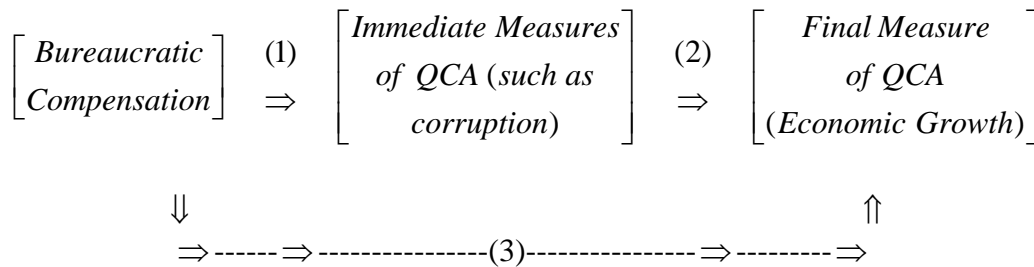 Bureaucratic Compensation
(1)
⇒
Immediate Measures of QCA (such as corruption)
(2)
⇒
Final Measure of QCA (Economic Growth)
⇓ ⇑
⇒ ------ ⇒ ----------------(3)---------------- ⇒ --------- ⇒